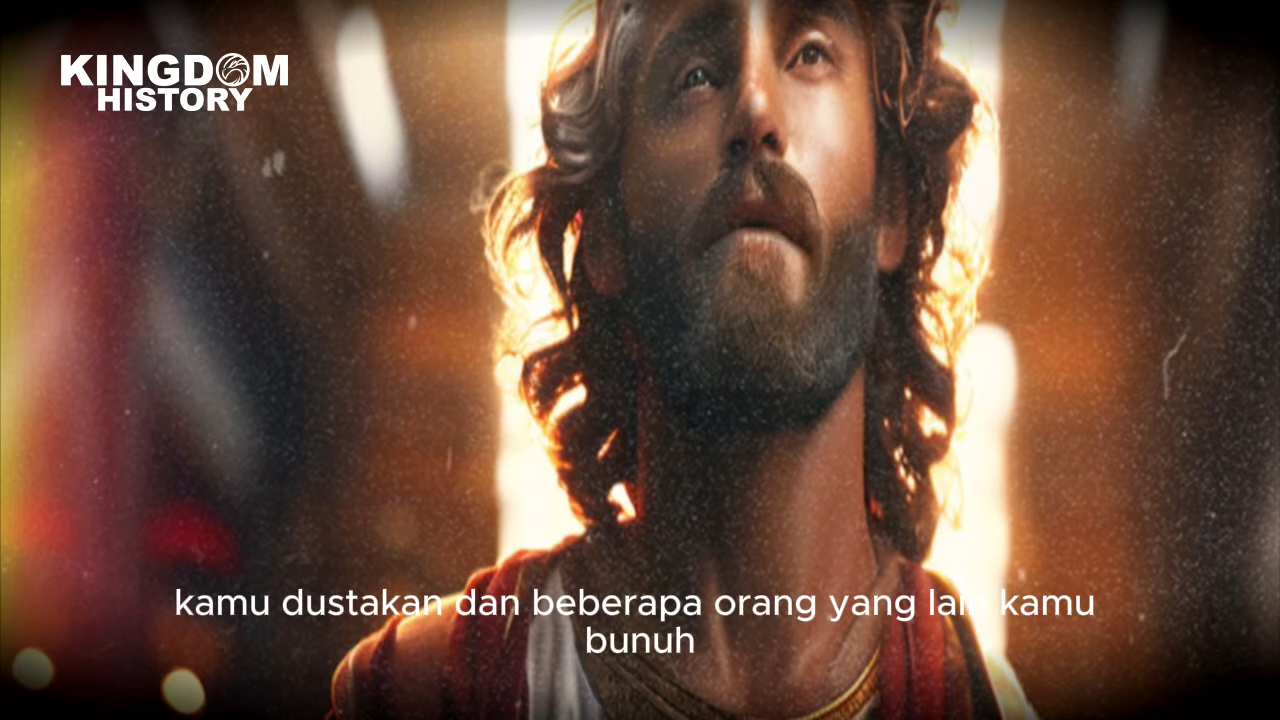 KINGDOM
HISTORY
kamu dustakan dan beberapa orang yang lain kamu
bunuh